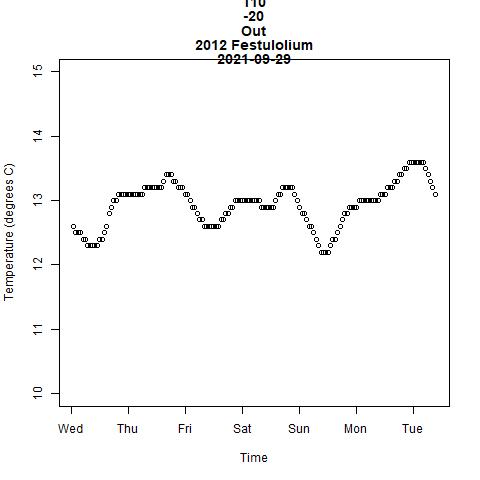 110
-20
Out
2012 Festulolium
2021-09-29
Temperature (degrees C)
15
14
13
12
11
10
Wed Thu Fri Sat Sun Mon Tue
Time